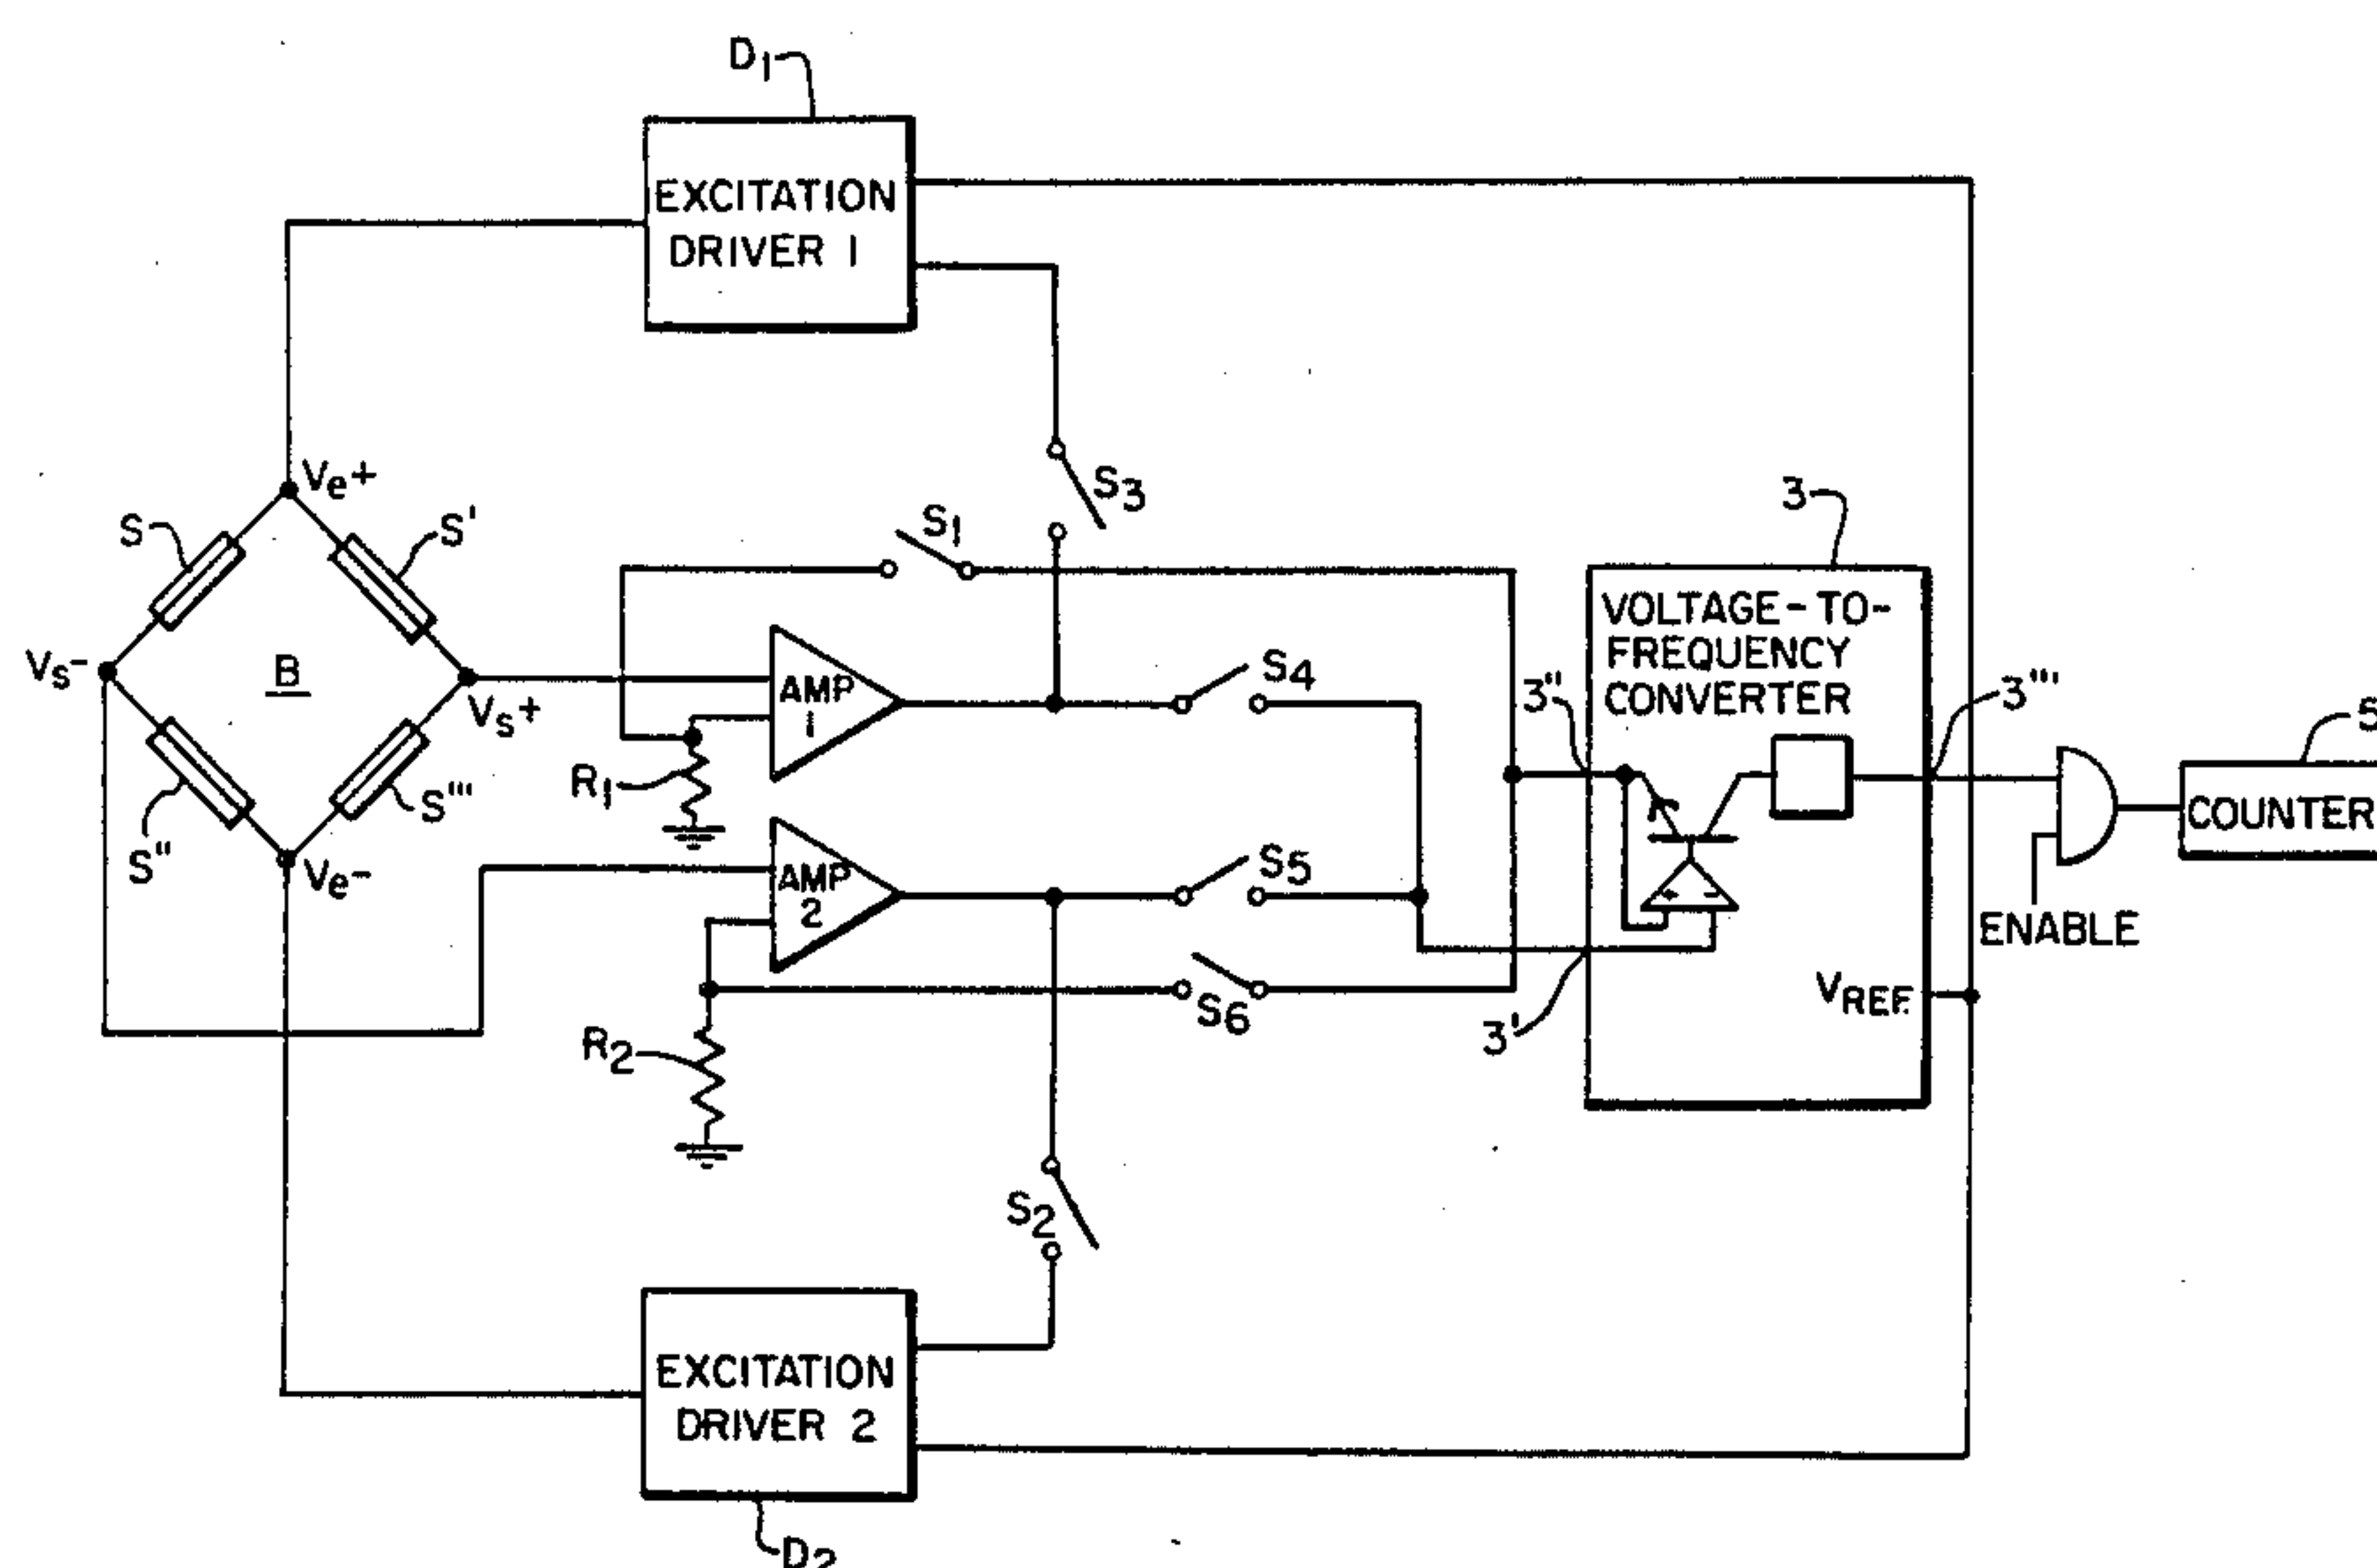 D1
EXCITATION
DRIVER 1
Ve+
S
S'
S1
S3
3
VOLTAGE-TO-
FREQUENCY
CONVERTER
Vs-
B
Vs+
AMP
1
S4
3"
3"'
R1
S"
S"'
Ve-
AMP
2
S5
COUNTER
ENABLE
+ -
VREF.
S6
3'
R2
S2
EXCITATION
DRIVER 2
D2